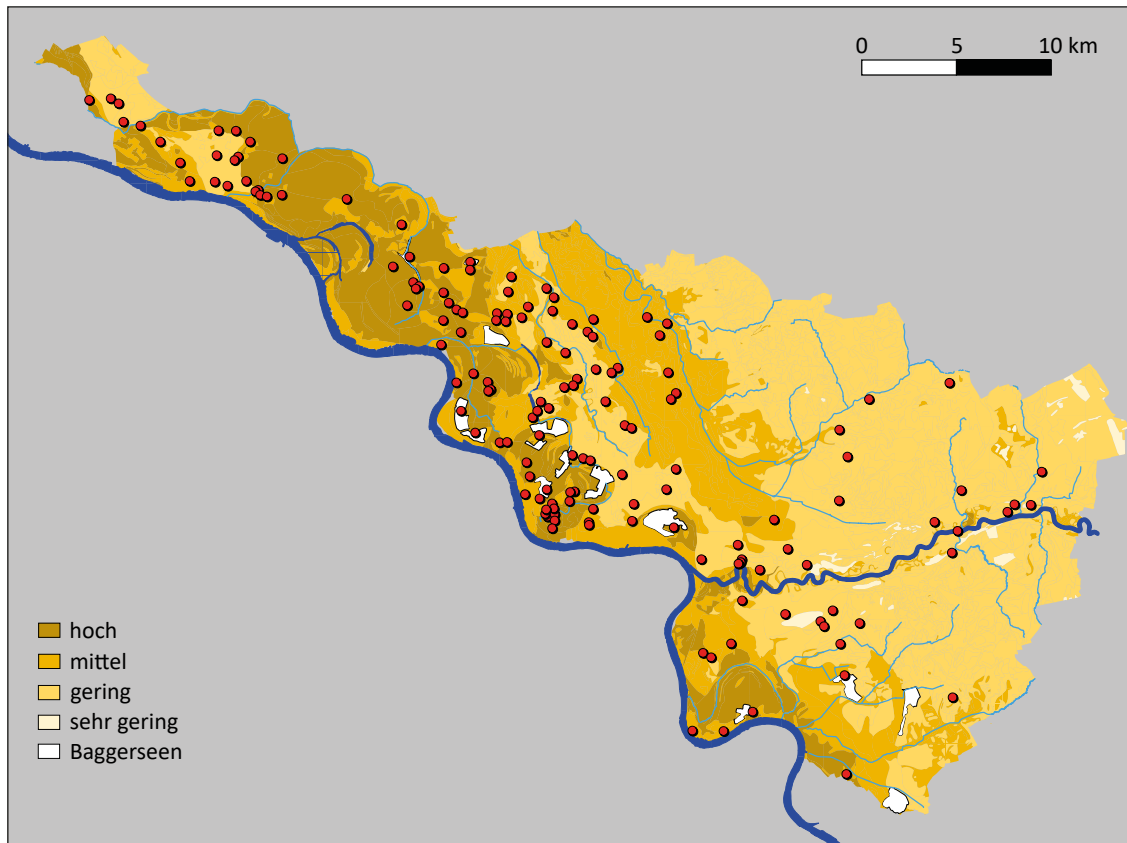 0 5 10 km
hoch
mittel
gering
sehr gering
Baggerseen